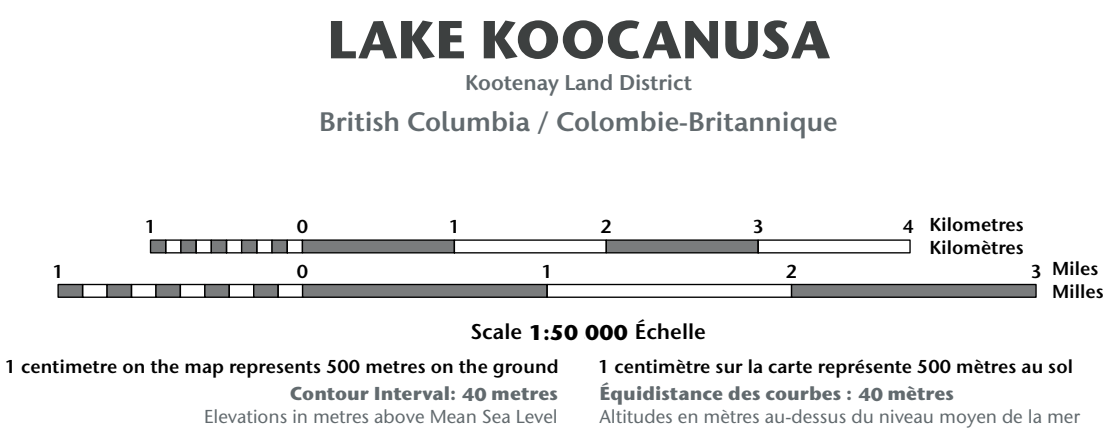 LAKE KOOCANUSA
Kootenay Land District
British Columbia / Colombie-Britannique
1 0 1 2 3 4 Kilometres
Kilomètres
1 0 1 2 3 Miles
Milles
Scale 1:50 000 Échelle
1 centimetre on the map represents 500 metres on the ground
Contour Interval: 40 metres
Elevations in metres above Mean Sea Level
1 centimètre sur la carte représente 500 mètres au sol
Équidistance des courbes : 40 mètres
Altitudes en mètres au-dessus du niveau moyen de la mer